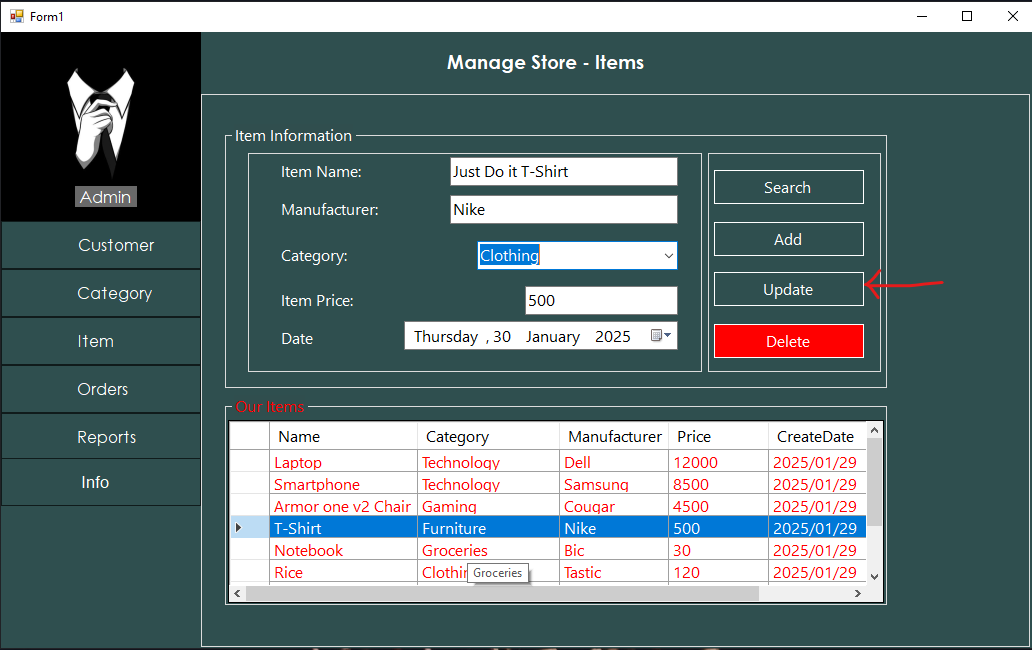 Form1
Manage Store - Items
Admin
Customer
Category
Item
Orders
Reports
Info
Item Information
Item Name: Just Do it T-Shirt
Manufacturer: Nike
Category: Clothing
Item Price: 500
Date Thursday , 30 January 2025
Search
Add
Update
Delete
Our Items
Name Category Manufacturer Price CreateDate
Laptop Technology Dell 12000 2025/01/29
Smartphone Technology Samsung 8500 2025/01/29
Armor one v2 Chair Gaming Cougar 4500 2025/01/29
T-Shirt Furniture Nike 500 2025/01/29
Notebook Groceries Bic 30 2025/01/29
Rice Tastic 120 2025/01/29
Groceries